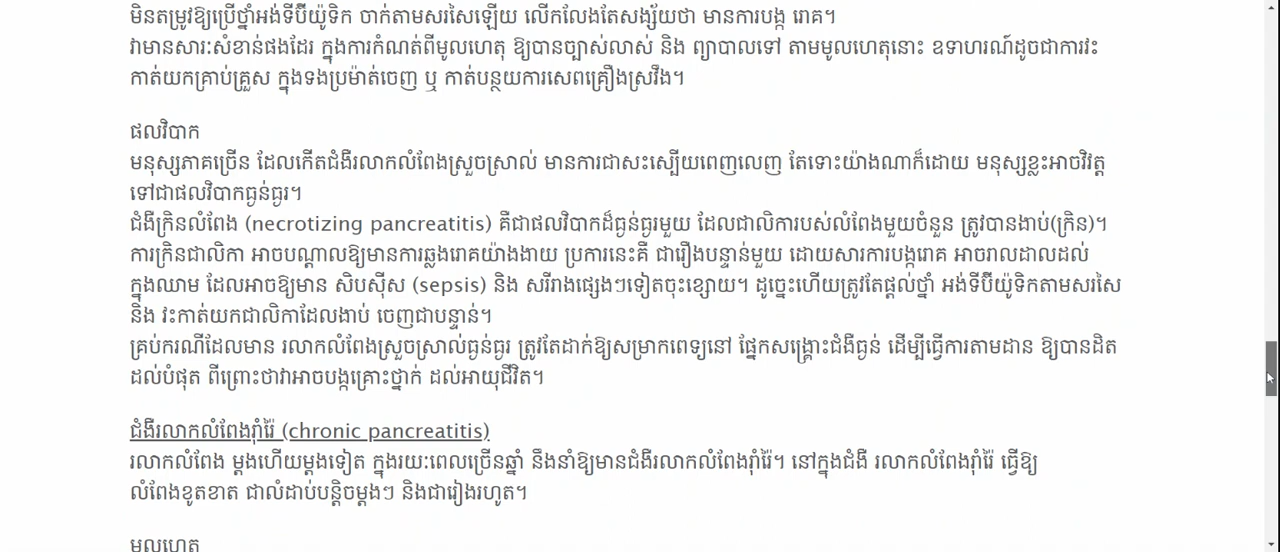 មិនតម្រូវឱ្យប្រើថ្នាំអង់ទីប៊ីយ៉ូទិក ចាក់តាមសរសៃឡើយ លើកលែងតែសង្ស័យថា មានការបង្ក រោគ។
វាមានសារៈសំខាន់ផងដែរ ក្នុងការកំណត់ពីមូលហេតុ ឱ្យបានច្បាស់លាស់ និង ព្យាបាលទៅ តាមមូលហេតុនោះ ឧទាហរណ៍ដូចជាការវះ
កាត់យកគ្រាប់គ្រួស ក្នុងទងប្រម៉ាត់ចេញ ឬ កាត់បន្ថយការសេពគ្រឿងស្រវឹង។
ផលវិបាក
មនុស្សភាគច្រើន ដែលកើតជំងឺរលាកលំពែងស្រួចស្រាល់ មានការជាសះស្បើយពេញលេញ តែទោះយ៉ាងណាក៏ដោយ មនុស្សខ្លះអាចវិវត្ត
ទៅជាផលវិបាកធ្ងន់ធ្ងរ។
ជំងឺក្រិនលំពែង (necrotizing pancreatitis) គឺជាផលវិបាកដ៏ធ្ងន់ធ្ងរមួយ ដែលជាលិការបស់លំពែងមួយចំនួន ត្រូវបានងាប់(ក្រិន)។
ការក្រិនជាលិកា អាចបណ្តាលឱ្យមានការឆ្លងរោគយ៉ាងងាយ ប្រការនេះគឺ ជារឿងបន្ទាន់មួយ ដោយសារការបង្ករោគ អាចរាលដាលដល់
ក្នុងឈាម ដែលអាចឱ្យមាន សិបស៊ីស (sepsis) និង សរីរាងផ្សេងៗទៀតចុះខ្សោយ។ ដូច្នេះហើយត្រូវតែផ្តល់ថ្នាំ អង់ទីប៊ីយ៉ូទិកតាមសរសៃ
និង វះកាត់យកជាលិកាដែលងាប់ ចេញជាបន្ទាន់។
គ្រប់ករណីដែលមាន រលាកលំពែងស្រួចស្រាល់ធ្ងន់ធ្ងរ ត្រូវតែដាក់ឱ្យសម្រាកពេទ្យនៅ ផ្នែកសង្គ្រោះជំងឺធ្ងន់ ដើម្បីធ្វើការតាមដាន ឱ្យបានដិត
ដល់បំផុត ពីព្រោះថាវាអាចបង្កគ្រោះថ្នាក់ ដល់អាយុជីវិត។
ជំងឺរលាកលំពែងរ៉ាំរ៉ៃ (chronic pancreatitis)
រលាកលំពែង ម្តងហើយម្តងទៀត ក្នុងរយៈពេលច្រើនឆ្នាំ នឹងនាំឱ្យមានជំងឺរលាកលំពែងរ៉ាំរ៉ៃ។ នៅក្នុងជំងឺ រលាកលំពែងរ៉ាំរ៉ៃ ធ្វើឱ្យ
លំពែងខូតខាត ជាលំដាប់បន្តិចម្តងៗ និងជារៀងរហូត។
មូលហេតុ